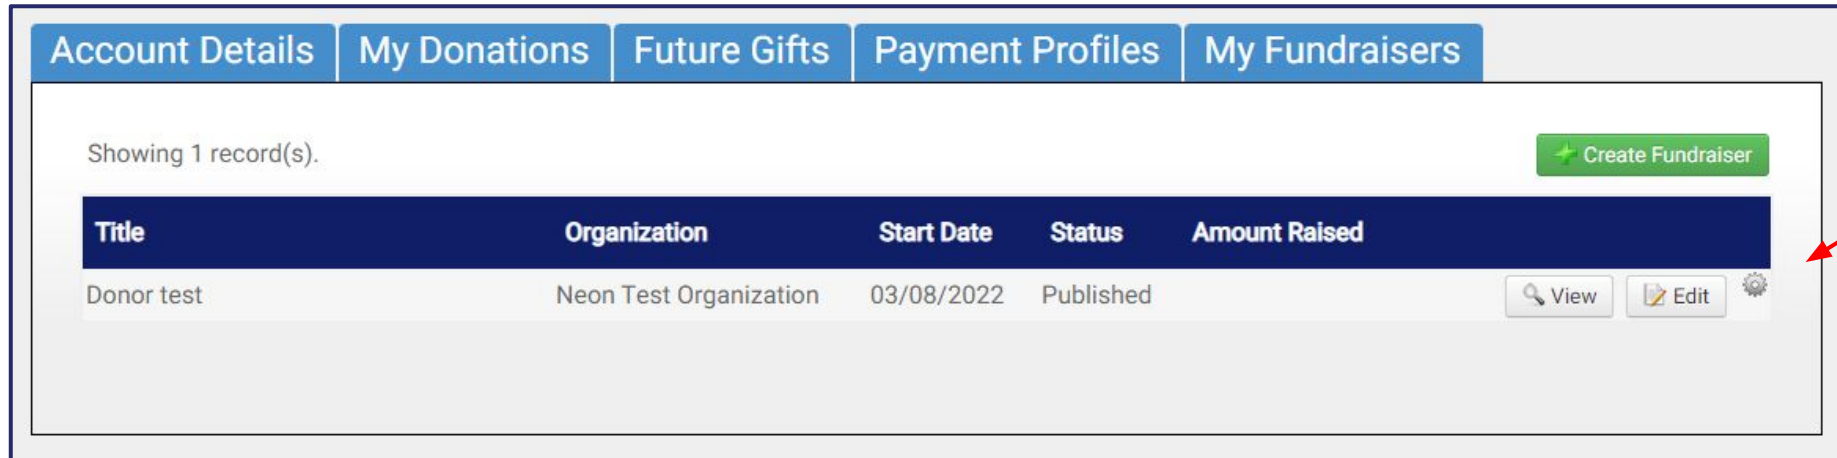 Account Details My Donations Future Gifts Payment Profiles My Fundraisers
Showing 1 record(s). Create Fundraiser
Title Organization Start Date Status Amount Raised
Donor test Neon Test Organization 03/08/2022 Published View Edit